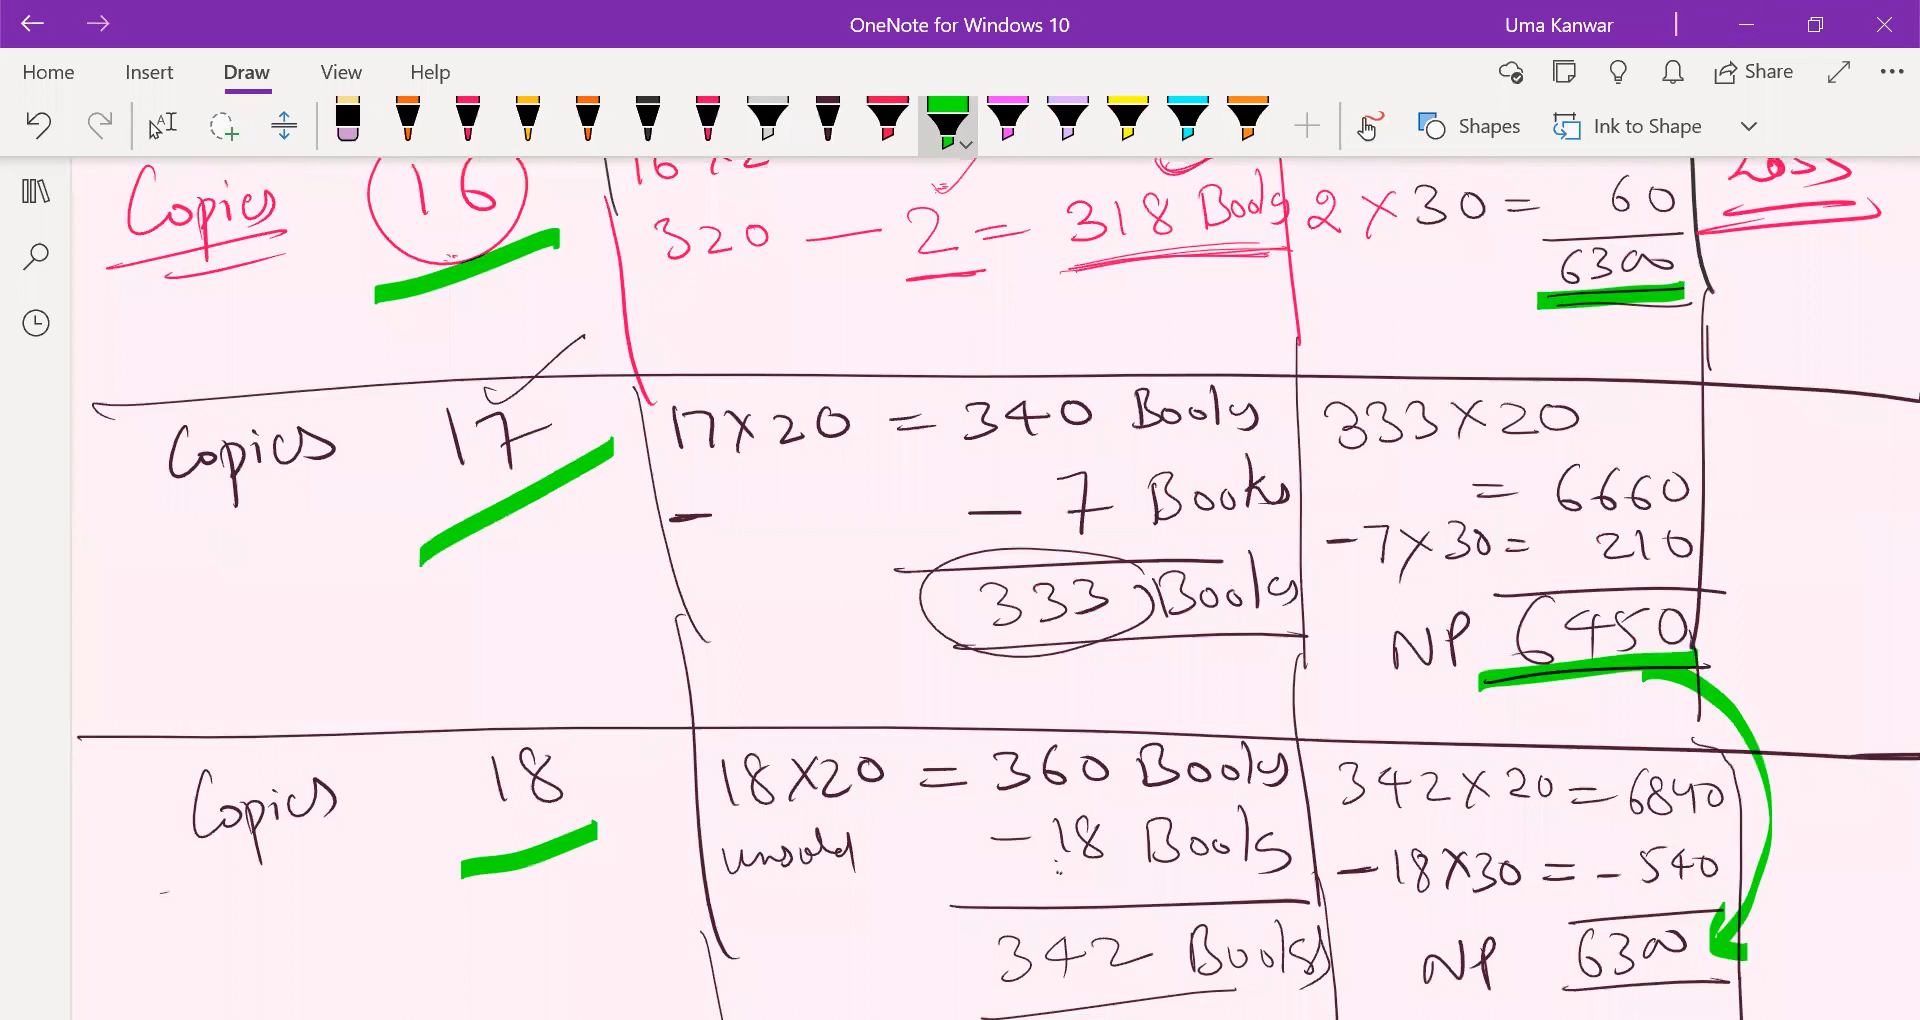 OneNote for Windows 10
Uma Kanwar
Home Insert Draw View Help
Share
Shapes Ink to Shape
Copies 16
320 — 2 = 318 Books
2 × 30 = 60
6300
Loss
Copies 17
17×20 = 340 Books
- - 7 Books
333 Books
333×20
= 6660
-7×30= 210
NP 6450
Copies 18
18×20 = 360 Books
unsold - 18 Books
342 Books
342×20 =6840
-18×30 = - 540
NP 6300